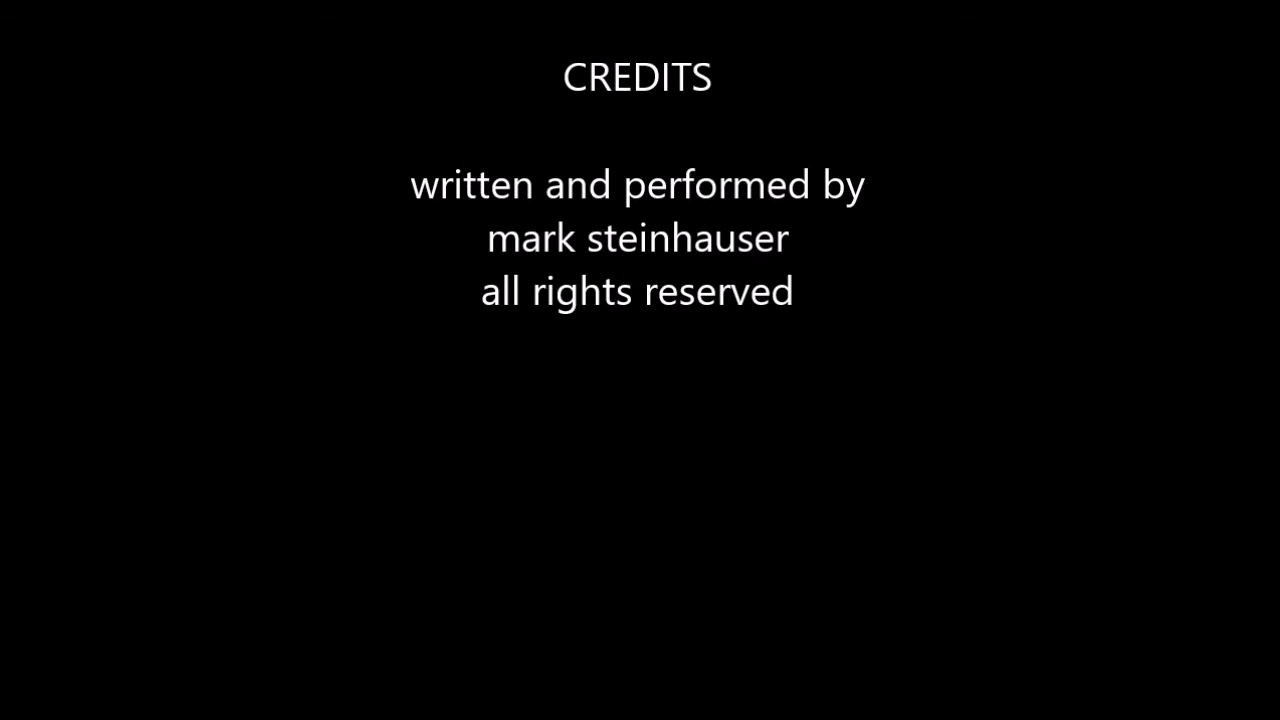 CREDITS
written and performed by
mark steinhauser
all rights reserved